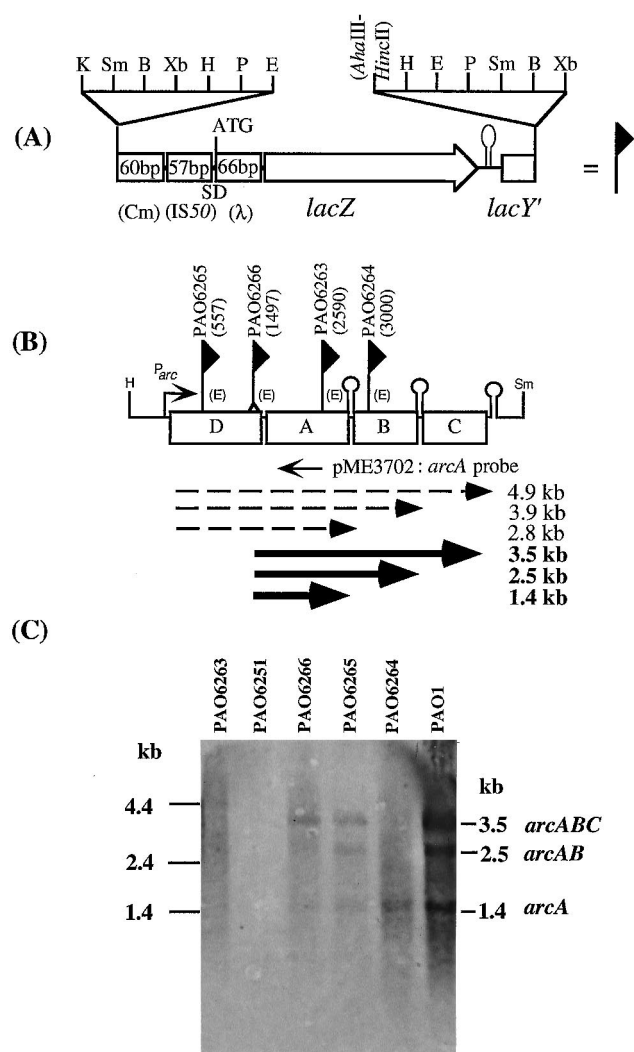 (AhaIII-
HincII)
K Sm B Xb H P E
H E P Sm B Xb
(A)
ATG
60bp 57bp 66bp
=
SD
(Cm) (IS50) (λ) lacZ lacY'
(B)
PAO6265
(557)
PAO6266
(1497)
PAO6263
(2590)
PAO6264
(3000)
H Parc (E) (E) (E) (E) Sm
D A B C
pME3702 : arcA probe
4.9 kb
3.9 kb
2.8 kb
3.5 kb
2.5 kb
1.4 kb
(C)
PAO6263
PAO6251
PAO6266
PAO6265
PAO6264
PAO1
kb
kb
4.4
3.5 arcABC
2.5 arcAB
2.4
1.4
1.4 arcA